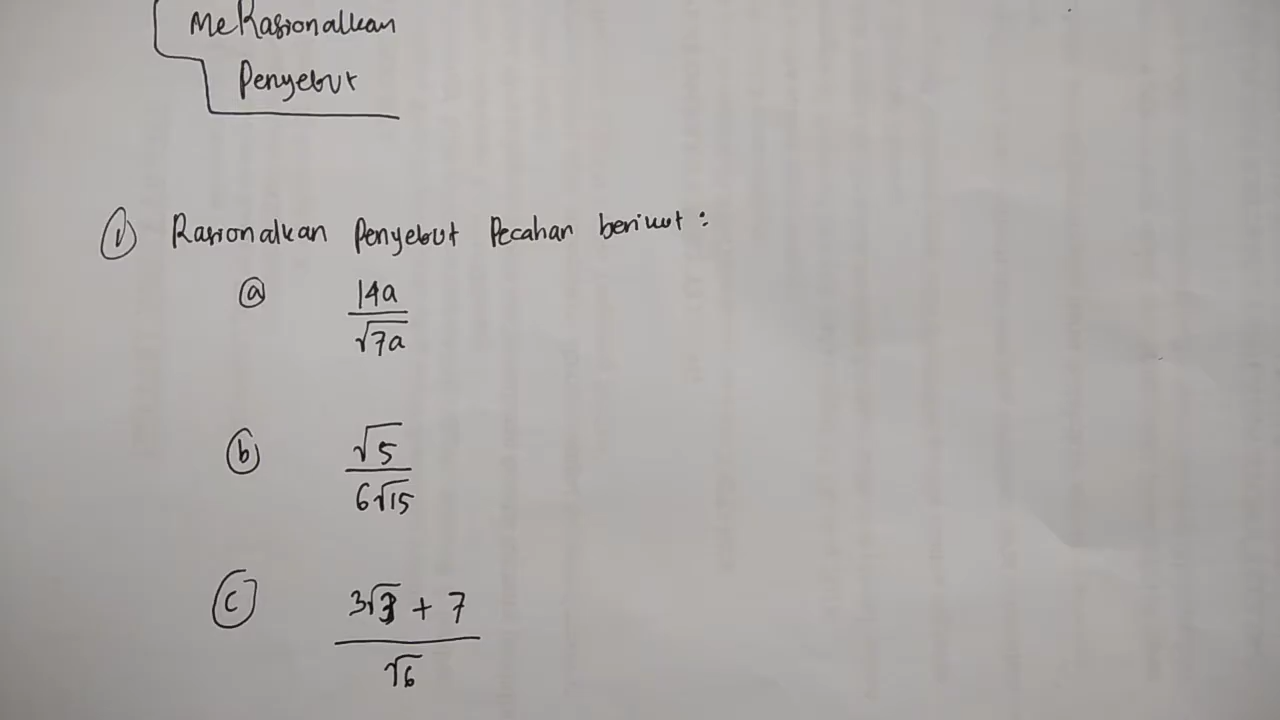 MeRasionalkan
Penyebut
① Rasionalkan Penyebut Pecahan berikut :
ⓐ 14a
√7a
ⓑ √5
6√15
ⓒ 3√3 + 7
√6